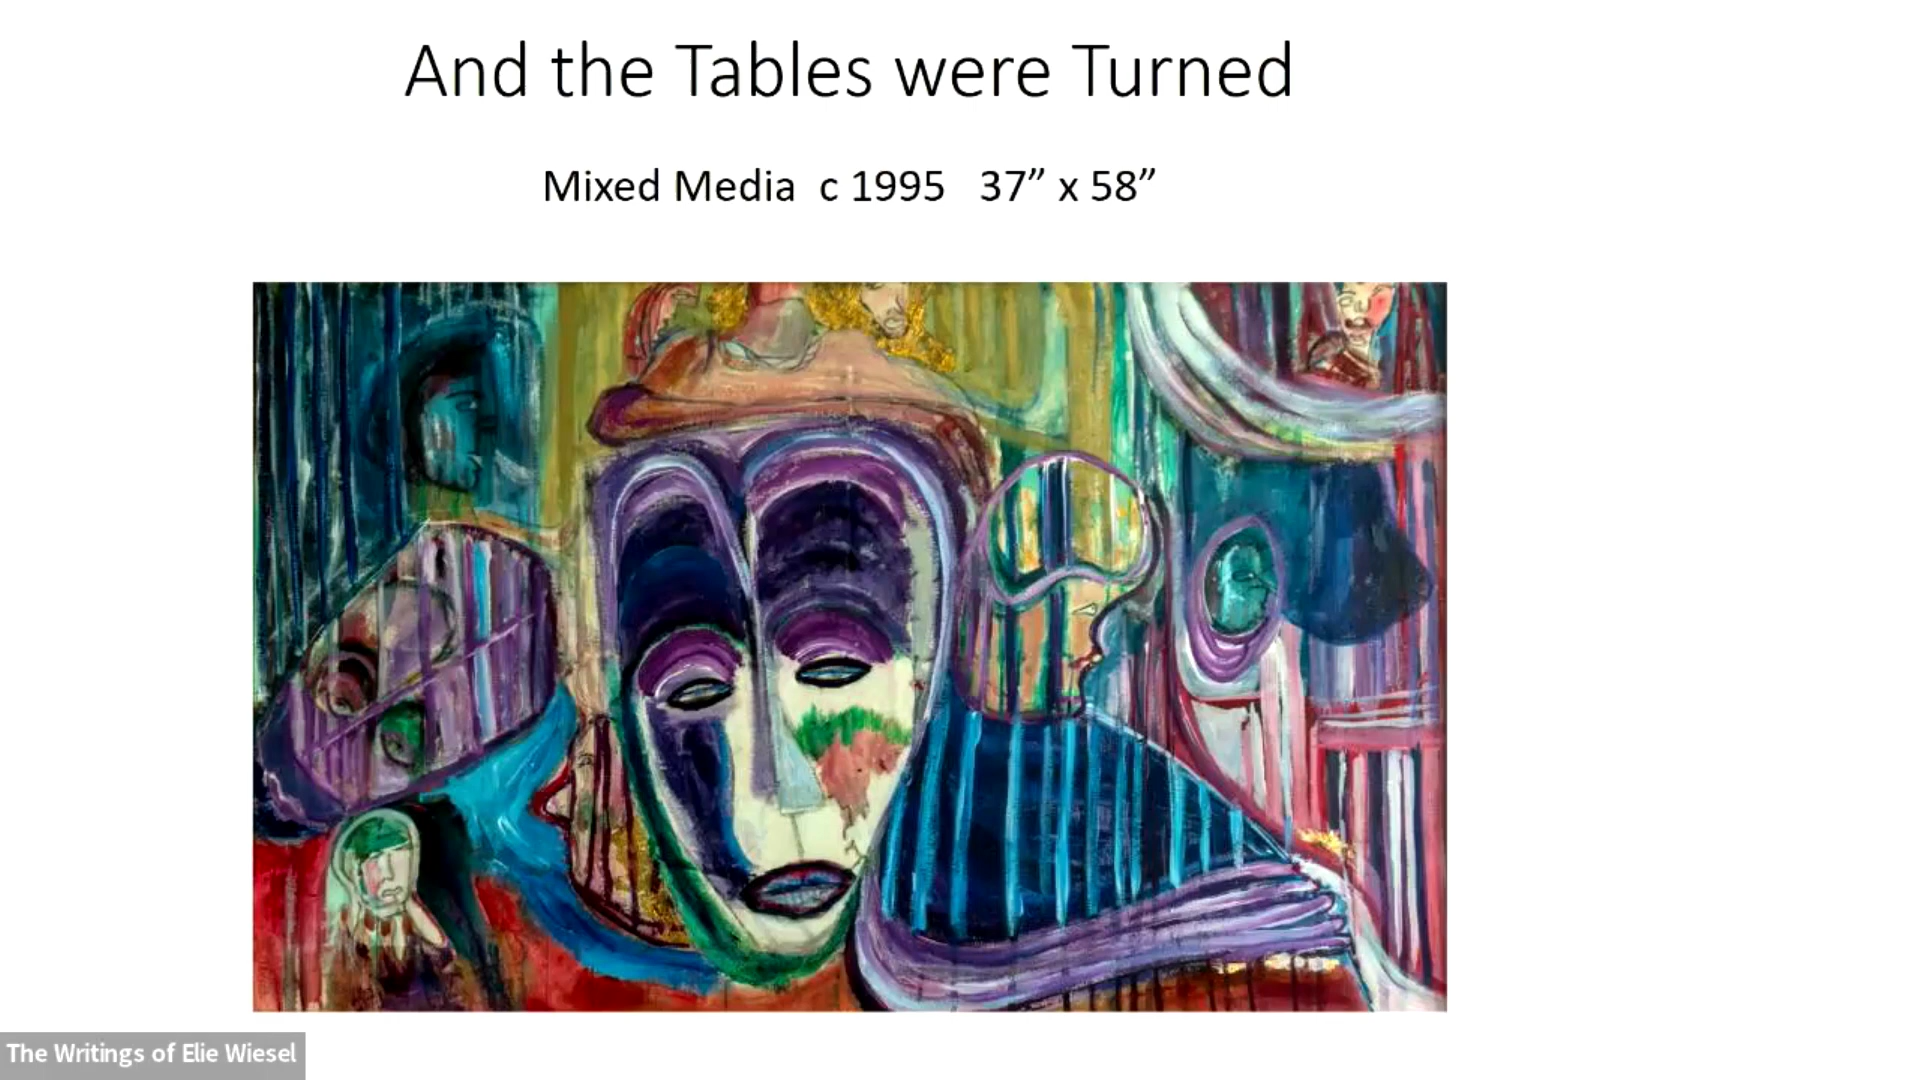 And the Tables were Turned
Mixed Media  c 1995   37” x 58”
The Writings of Elie Wiesel